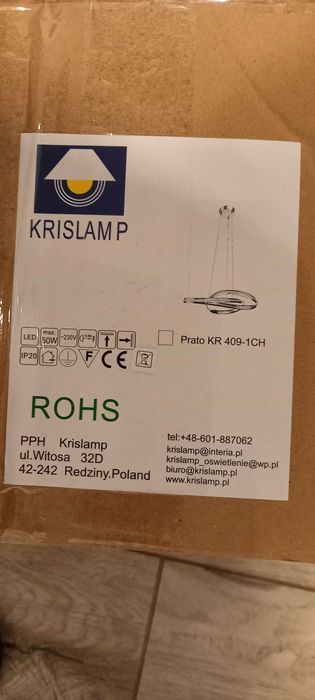 KRISLAMP
LED
max.
50W
~230V
IP20
F
CE
Prato KR 409-1CH
ROHS
PPH Krislamp
ul.Witosa 32D
42-242 Redziny.Poland
tel:+48-601-887062
krislamp@interia.pl
krislamp_oswietlenie@wp.pl
biuro@krislamp.pl
www.krislamp.pl